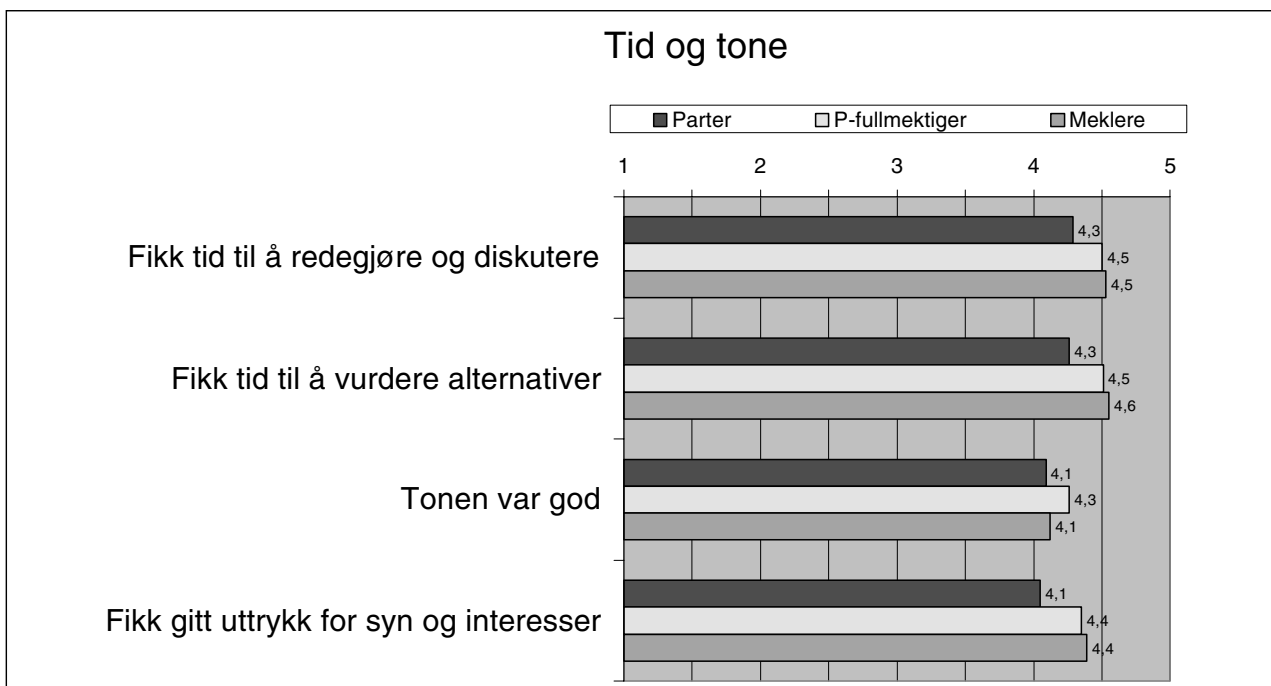 Tid og tone
Parter P-fullmektiger Meklere
1 2 3 4 5
Fikk tid til å redegjøre og diskutere
4,3
4,5
4,5
Fikk tid til å vurdere alternativer
4,3
4,5
4,6
Tonen var god
4,1
4,3
4,1
Fikk gitt uttrykk for syn og interesser
4,1
4,4
4,4